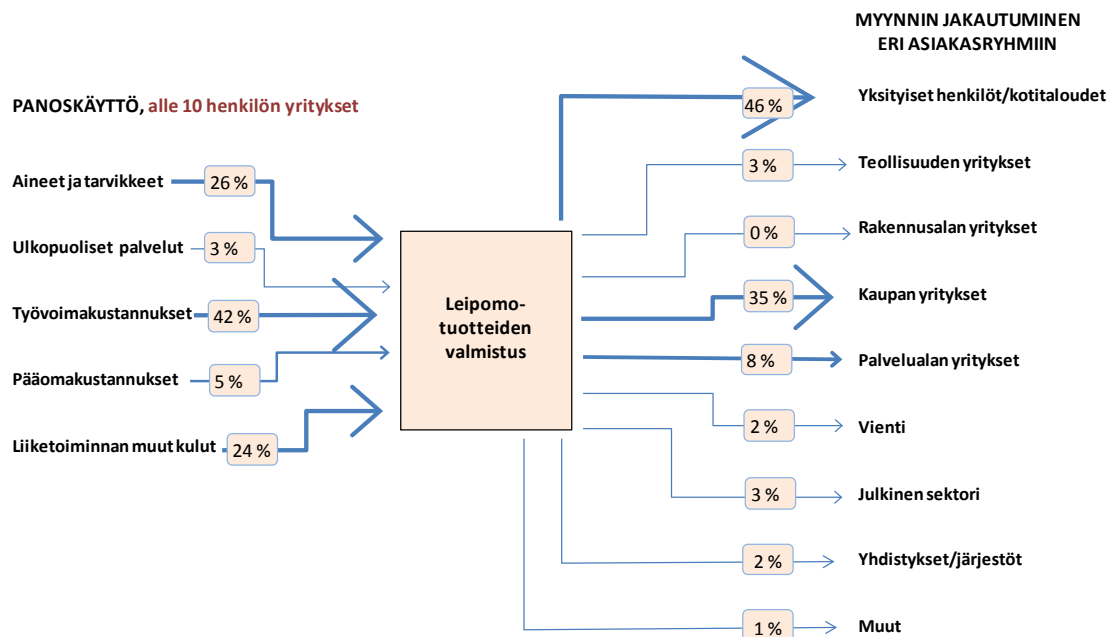 MYYNNIN JAKAUTUMINEN
ERI ASIAKASRYHMIIN
PANOSKÄYTTÖ, alle 10 henkilön yritykset
Aineet ja tarvikkeet
26 %
Ulkopuoliset palvelut
3 %
Työvoimakustannukset
42 %
Pääomakustannukset
5 %
Liiketoiminnan muut kulut
24 %
Leipomo-
tuotteiden
valmistus
46 %
Yksityiset henkilöt/kotitaloudet
3 %
Teollisuuden yritykset
0 %
Rakennusalan yritykset
35 %
Kaupan yritykset
8 %
Palvelualan yritykset
2 %
Vienti
3 %
Julkinen sektori
2 %
Yhdistykset/järjestöt
1 %
Muut